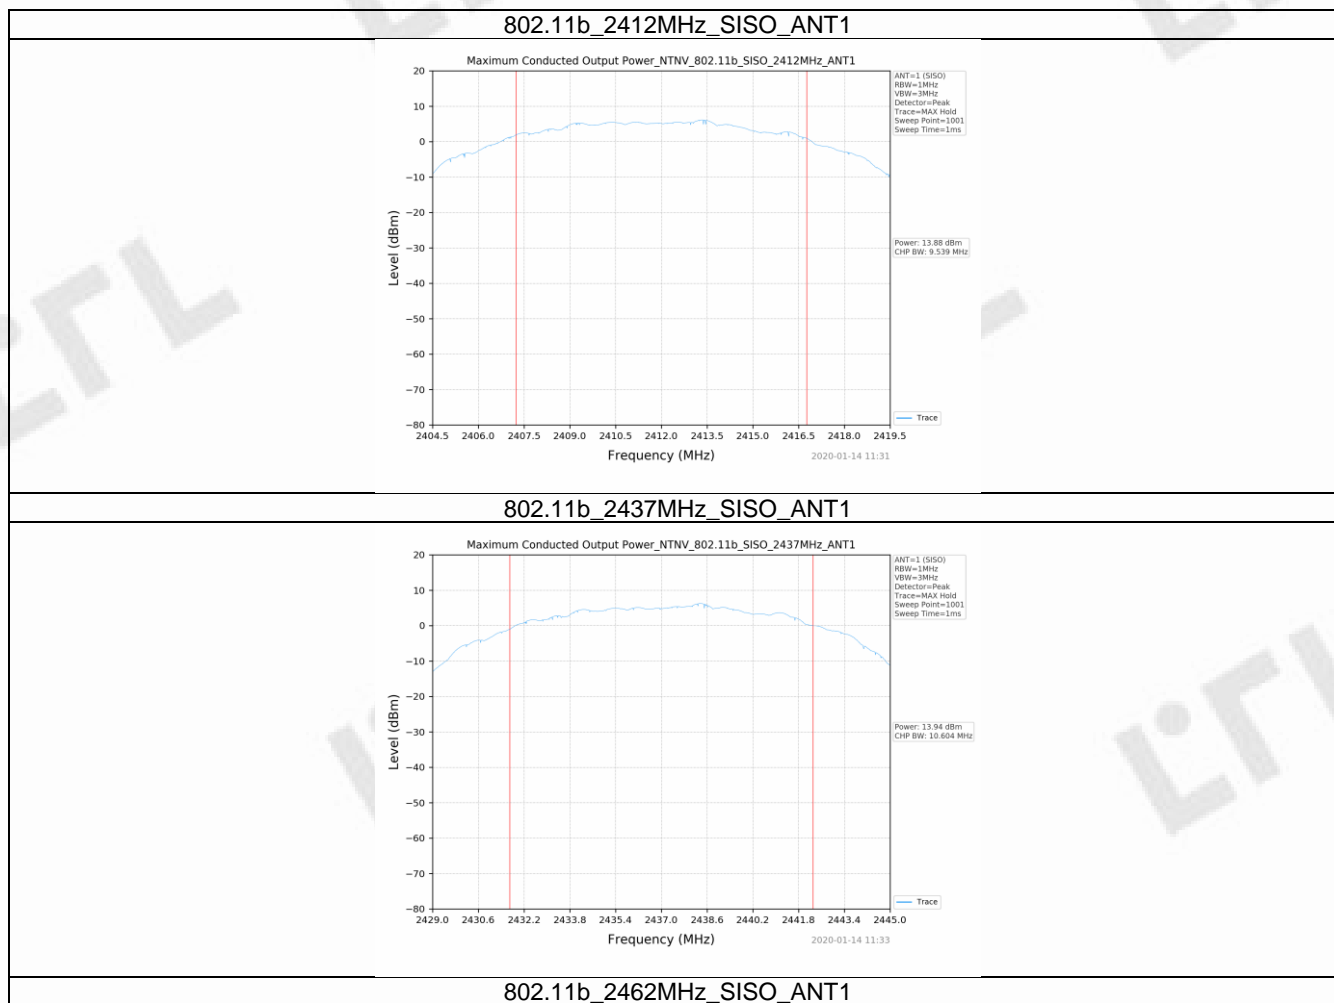 802.11b_2412MHz_SISO_ANT1
Maximum Conducted Output Power_NTNV_802.11b_SISO_2412MHz_ANT1
20
10
0
−10
−20
−30
−40
−50
−60
−70
−80
Level (dBm)
ANT=1 (SISO)
RBW=1MHz
VBW=3MHz
Detector=Peak
Trace=MAX Hold
Sweep Point=1001
Sweep Time=1ms
Power: 13.88 dBm
CHP BW: 9.539 MHz
Trace
2404.5 2406.0 2407.5 2409.0 2410.5 2412.0 2413.5 2415.0 2416.5 2418.0 2419.5
Frequency (MHz)
2020-01-14 11:31
802.11b_2437MHz_SISO_ANT1
Maximum Conducted Output Power_NTNV_802.11b_SISO_2437MHz_ANT1
20
10
0
−10
−20
−30
−40
−50
−60
−70
−80
Level (dBm)
ANT=1 (SISO)
RBW=1MHz
VBW=3MHz
Detector=Peak
Trace=MAX Hold
Sweep Point=1001
Sweep Time=1ms
Power: 13.94 dBm
CHP BW: 10.604 MHz
Trace
2429.0 2430.6 2432.2 2433.8 2435.4 2437.0 2438.6 2440.2 2441.8 2443.4 2445.0
Frequency (MHz)
2020-01-14 11:33
802.11b_2462MHz_SISO_ANT1